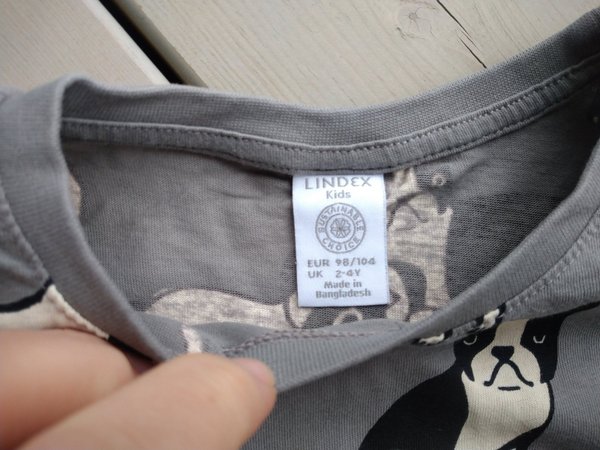 LINDEX
Kids
SUSTAINABLE
CHOICE
EUR 98/104
UK 2-4Y
Made in
Bangladesh